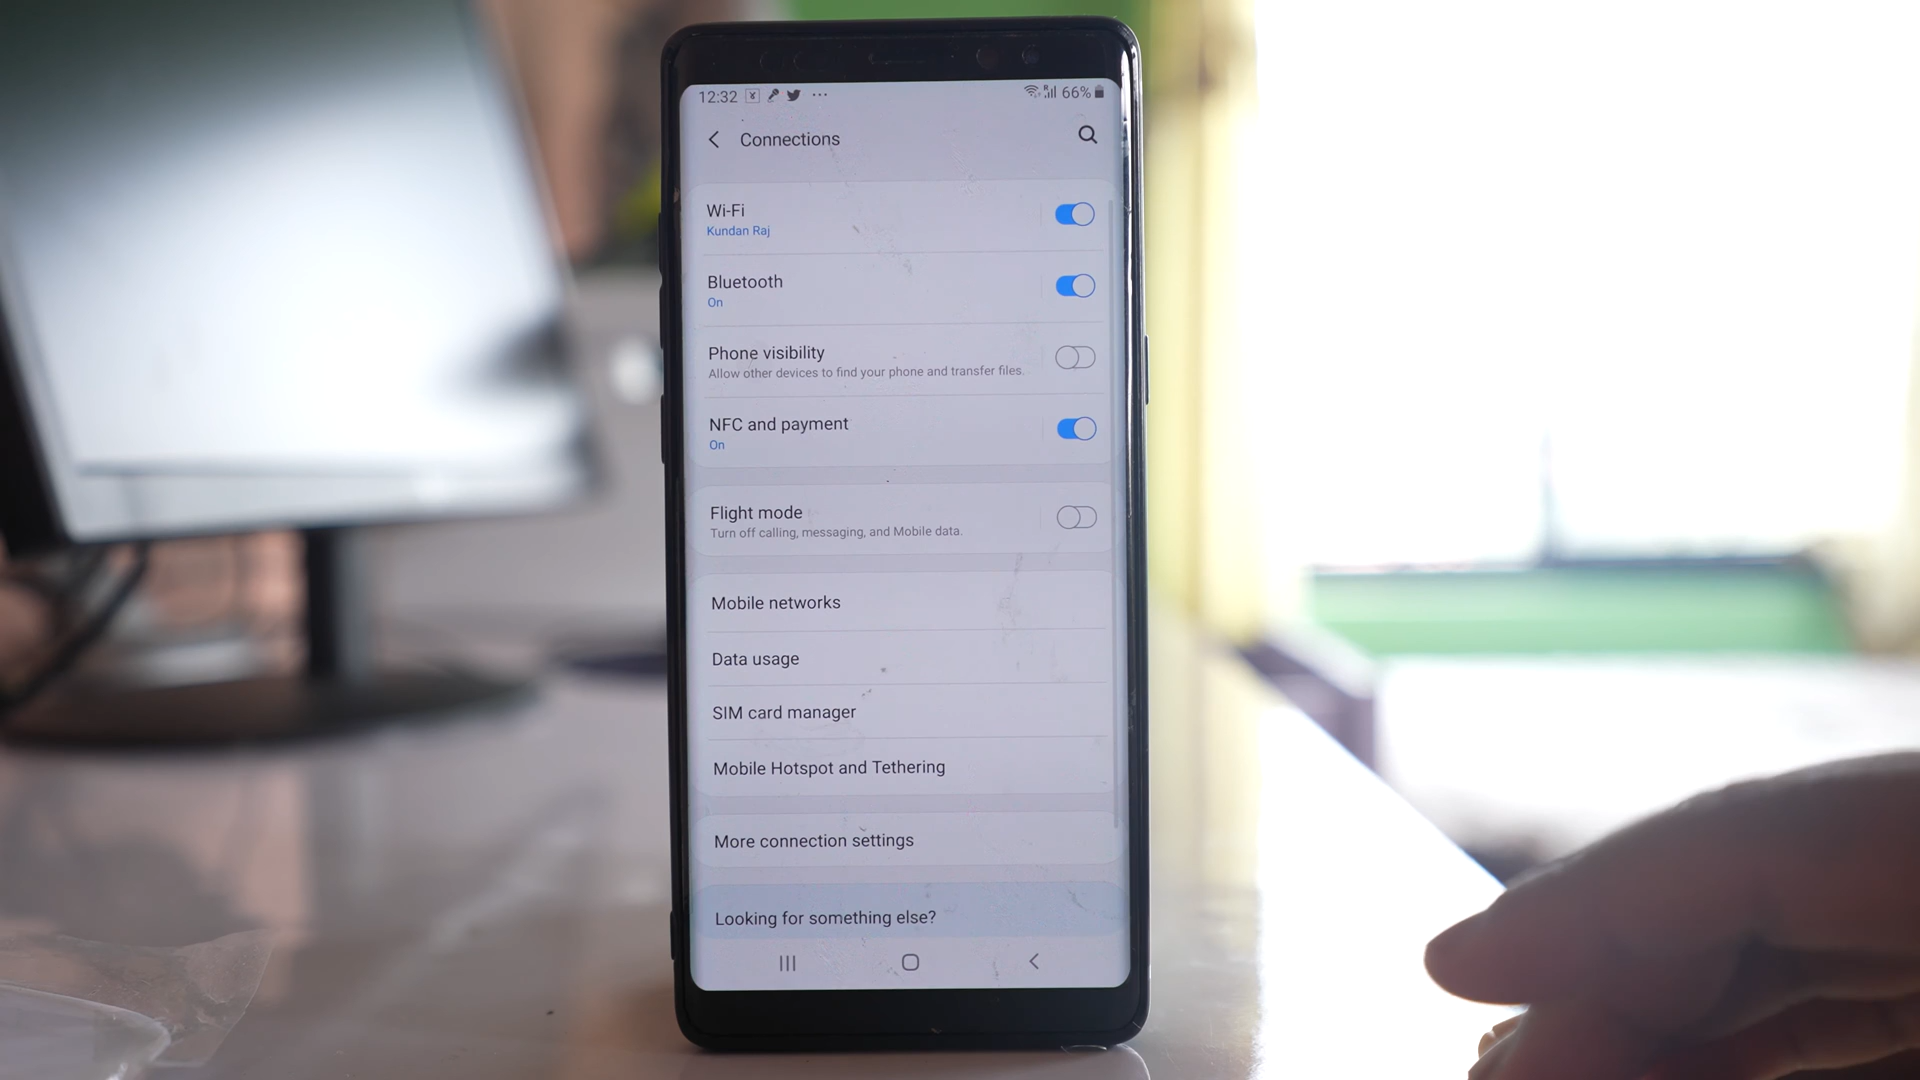 12:32 66%
Connections
Wi-Fi
Kundan Raj
Bluetooth
On
Phone visibility
Allow other devices to find your phone and transfer files.
NFC and payment
On
Flight mode
Turn off calling, messaging, and Mobile data.
Mobile networks
Data usage
SIM card manager
Mobile Hotspot and Tethering
More connection settings
Looking for something else?